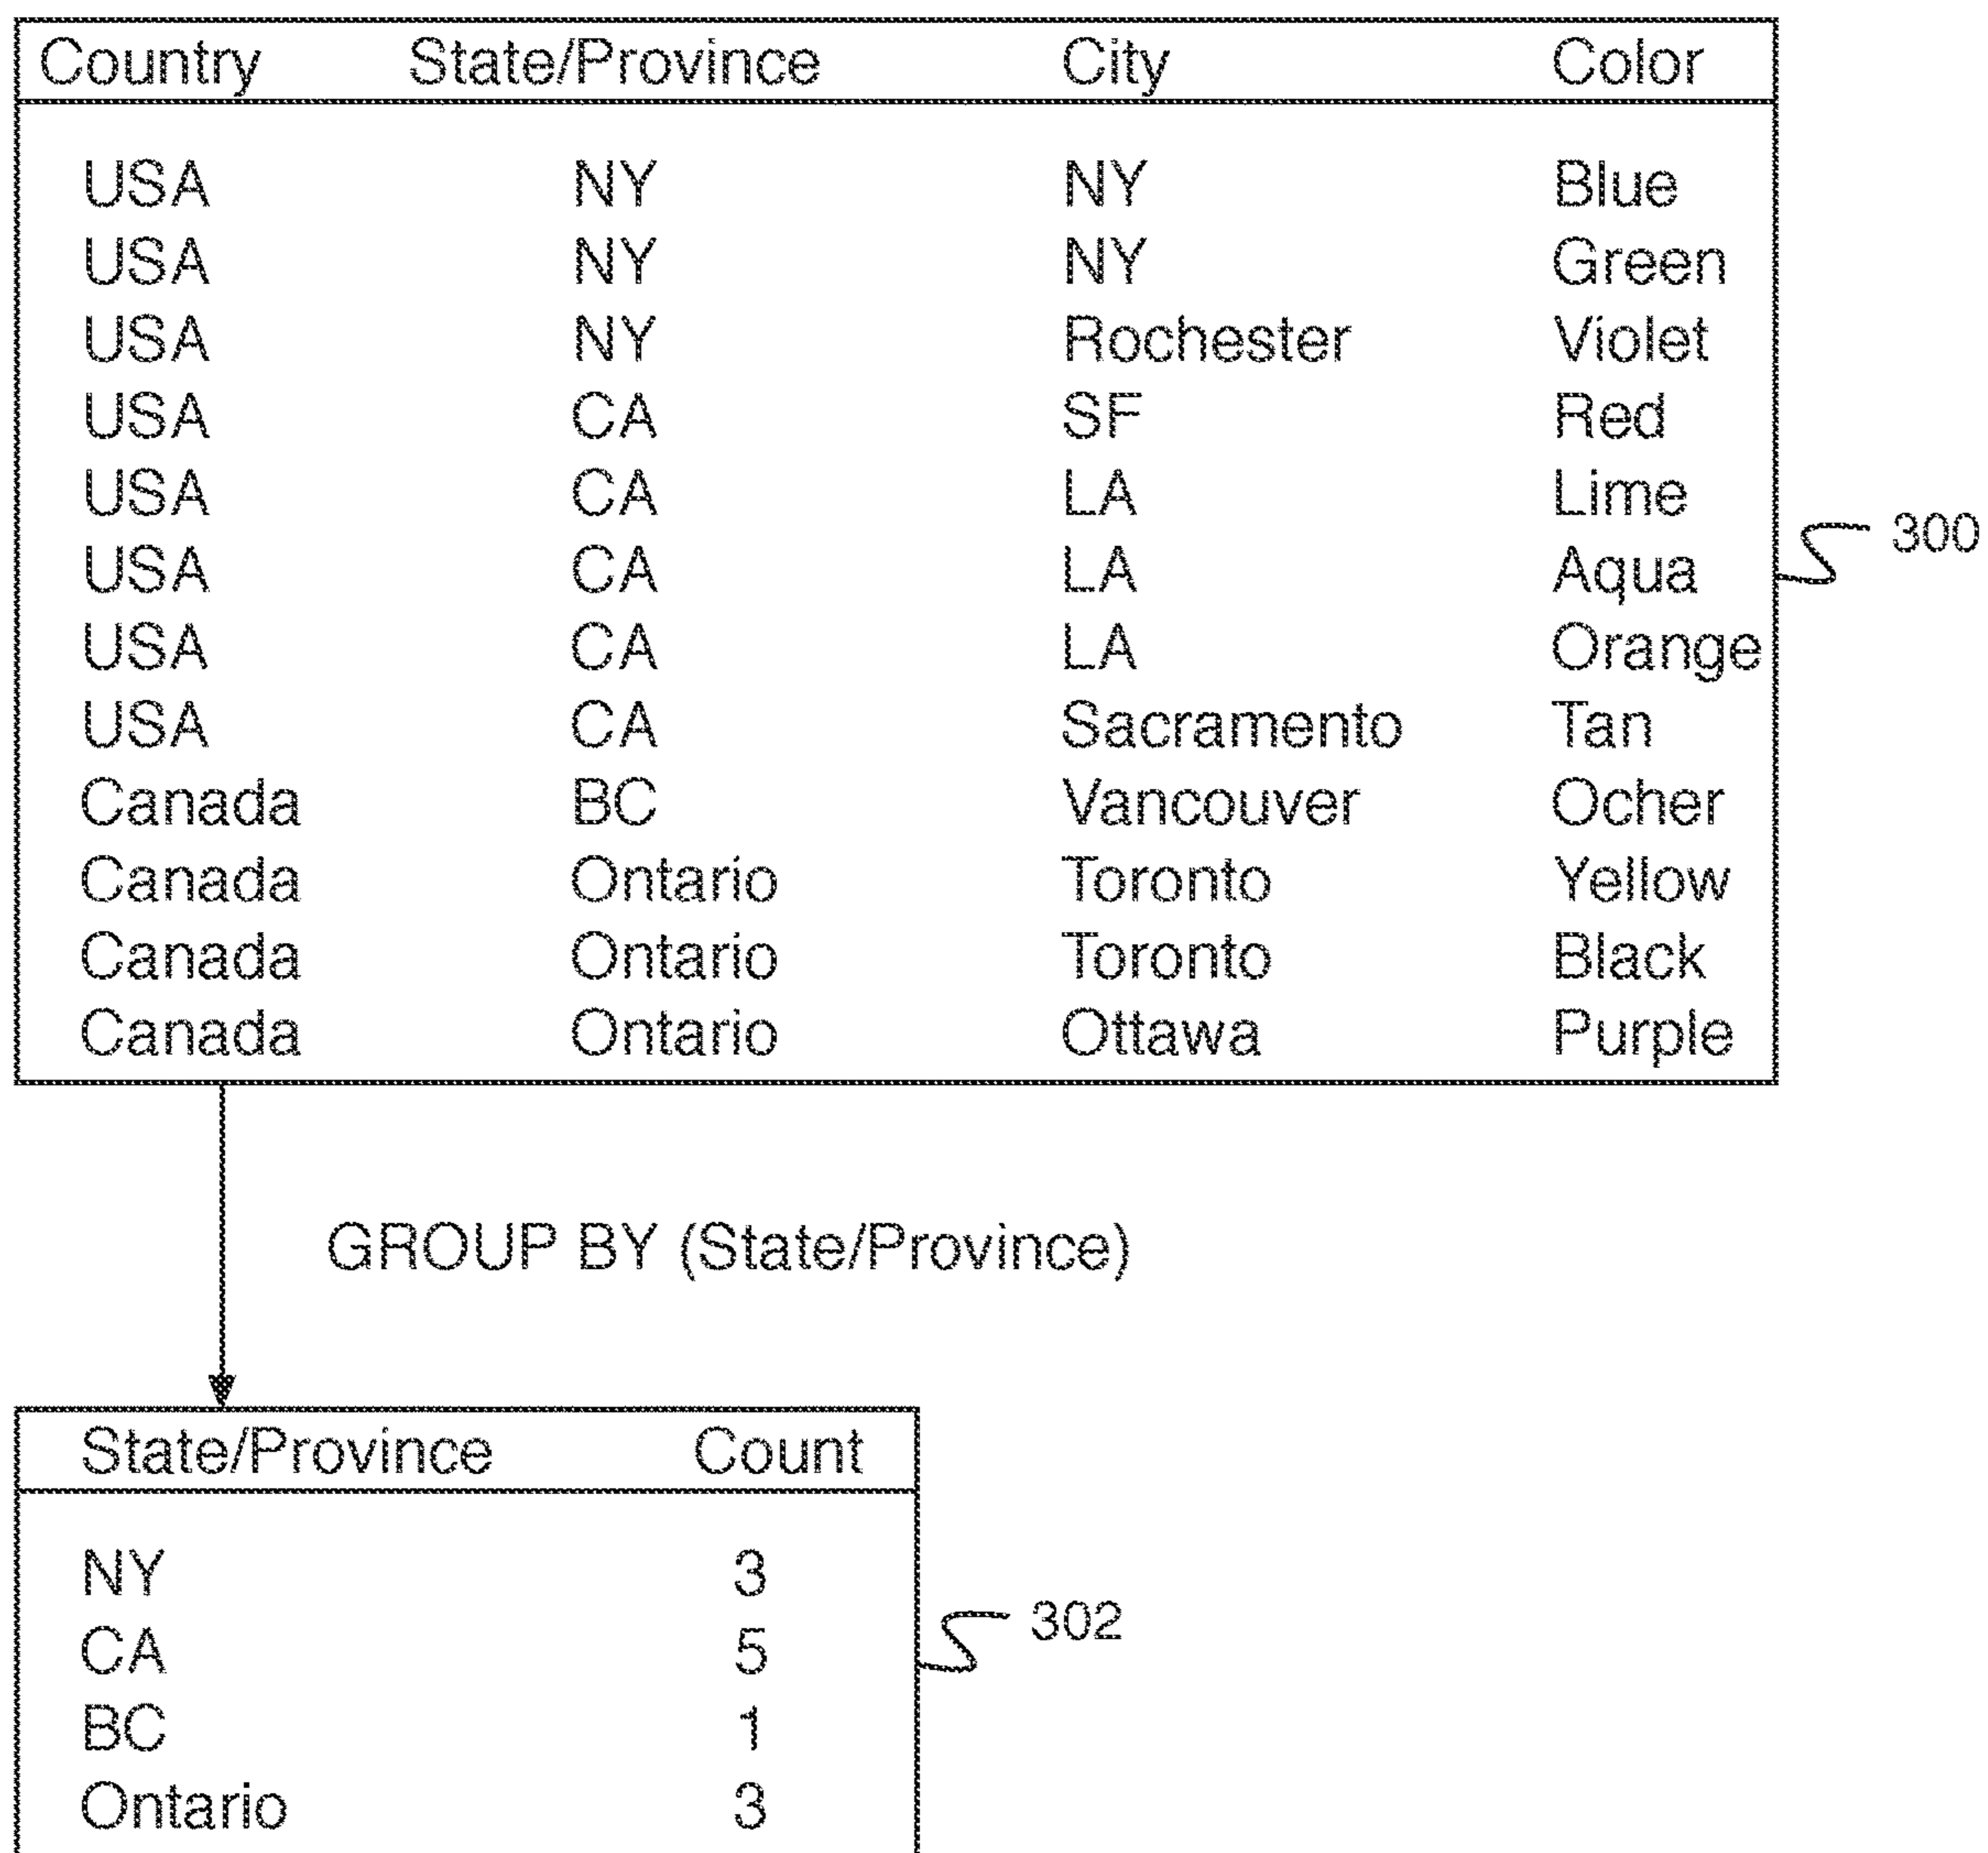 Country State/Province City Color
USA NY NY Blue
USA NY NY Green
USA NY Rochester Violet
USA CA SF Red
USA CA LA Lime
USA CA LA Aqua
300
USA CA LA Orange
USA CA Sacramento Tan
Canada BC Vancouver Ocher
Canada Ontario Toronto Yellow
Canada Ontario Toronto Black
Canada Ontario Ottawa Purple
GROUP BY (State/Province)
State/Province Count
NY 3
302
CA 5
BC 1
Ontario 3